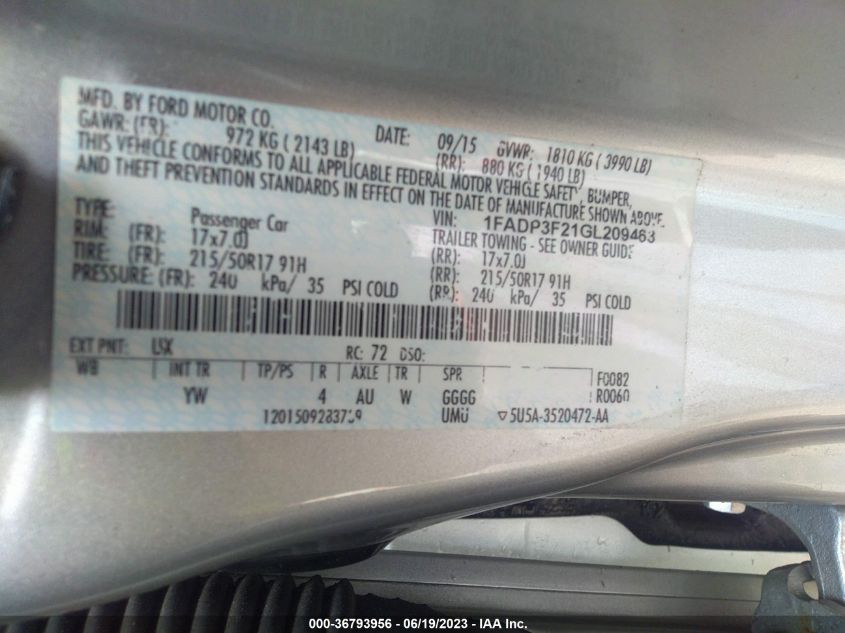 MFD. BY FORD MOTOR CO.
DATE: 09/15 GVWR: 1810 KG ( 3990 LB)
GAWR: (FR): 972 KG ( 2143 LB) (RR): 880 KG ( 1940 LB)
THIS VEHICLE CONFORMS TO ALL APPLICABLE FEDERAL MOTOR VEHICLE SAFETY, BUMPER,
AND THEFT PREVENTION STANDARDS IN EFFECT ON THE DATE OF MANUFACTURE SHOWN ABOVE.
VIN: 1FADP3F21GL209463
TYPE: Passenger Car TRAILER TOWING - SEE OWNER GUIDE
RIM: (FR): 17x7.0J (RR): 17x7.0J
TIRE: (FR): 215/50R17 91H (RR): 215/50R17 91H
PRESSURE: (FR): 240 kPa/ 35 PSI COLD (RR): 240 kPa/ 35 PSI COLD
EXT PNT: RC: 72 DSO:
WB INT TR TP/PS R AXLE TR SPR F0082
YW 4 AU W GGGG R0060
UMU ▽5U5A-3520472-AA
000-36793956 - 06/19/2023 - IAA Inc.